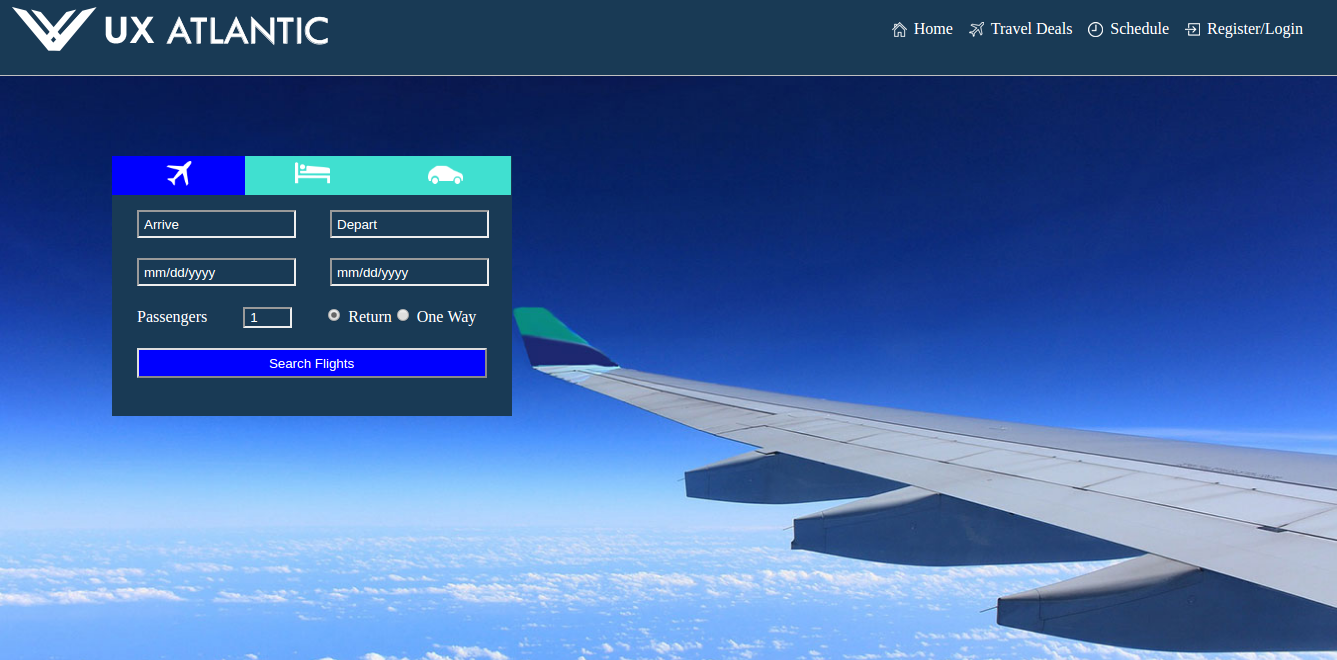 UX ATLANTIC
Home Travel Deals Schedule Register/Login
Arrive Depart
mm/dd/yyyy mm/dd/yyyy
Passengers 1 Return One Way
Search Flights